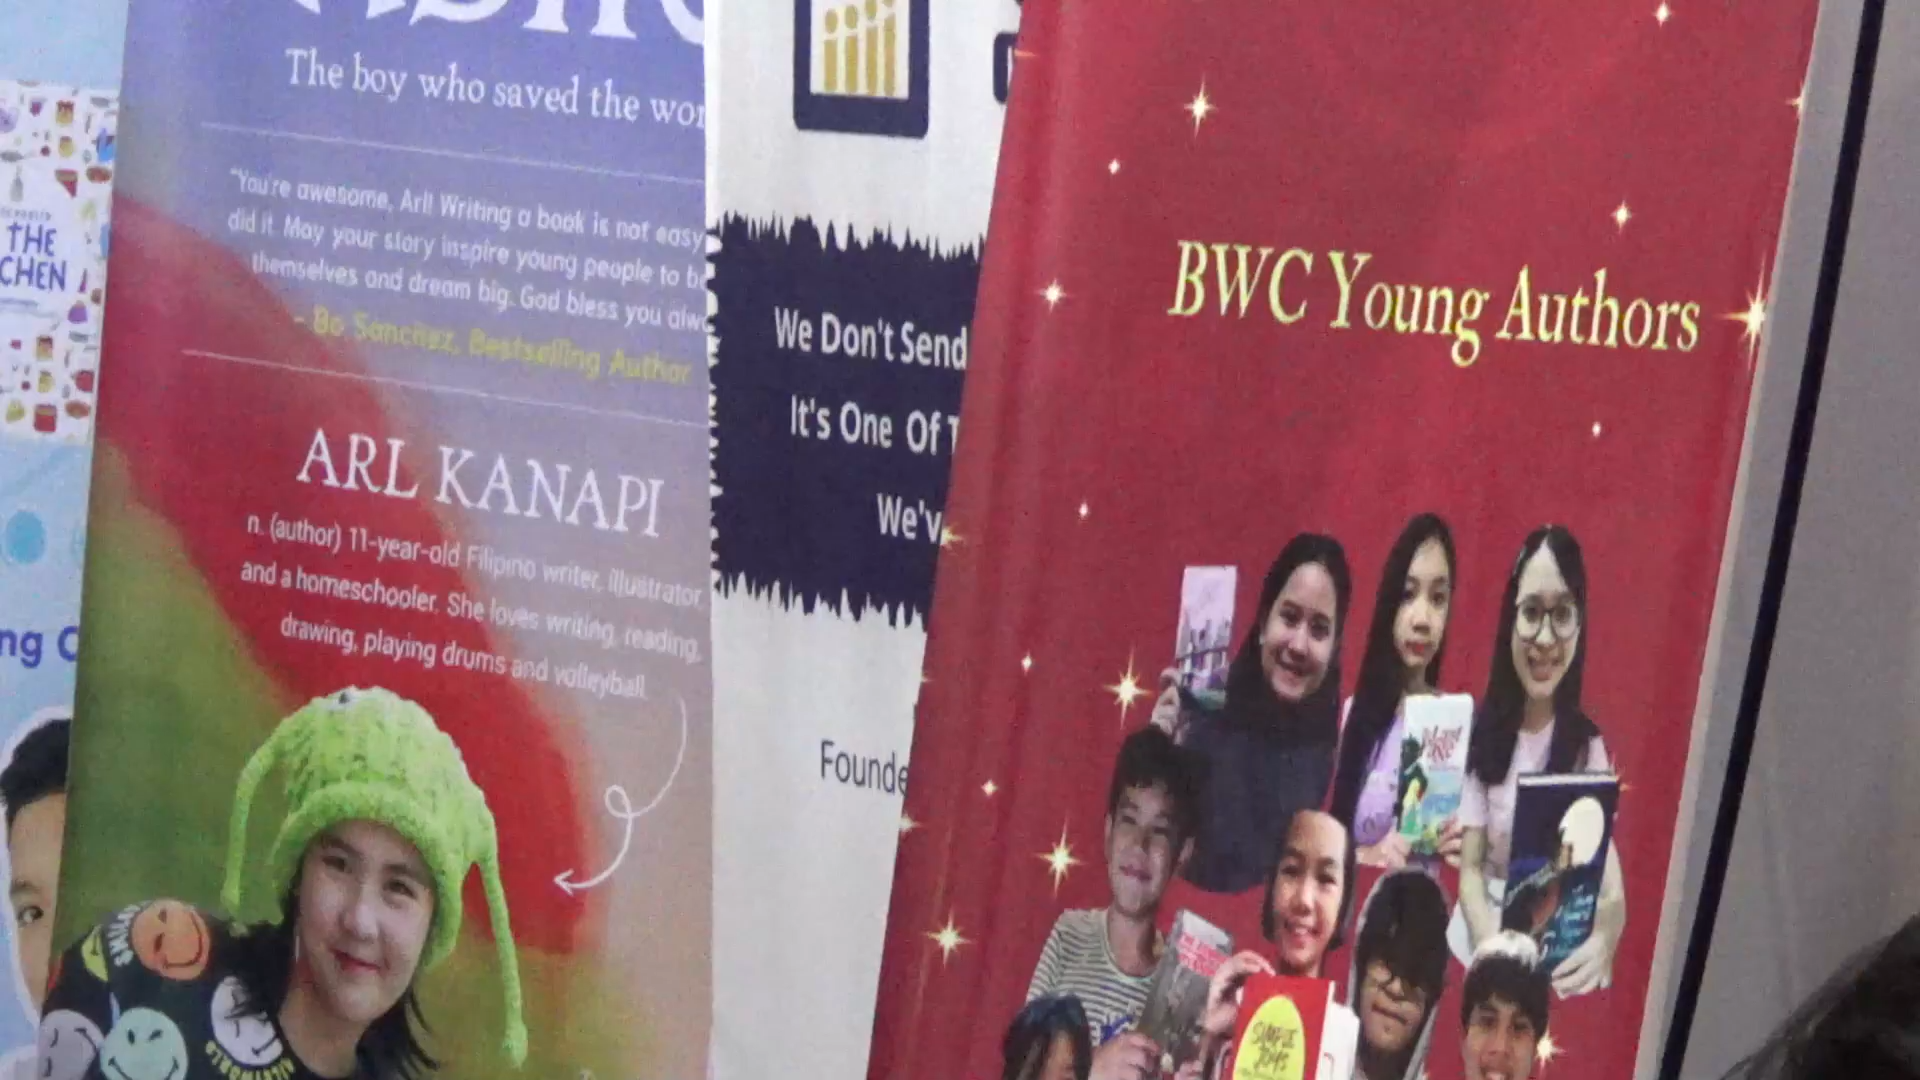 The boy who saved the
"You're awesome, Arl! Writing a book is not easy
did it. May your story inspire young people to
themselves and dream big. God bless you
- Bo Sanchez, Bestselling Author
ARL KANAPI
n. (author) 11-year-old Filipino writer, illustrator,
and a homeschooler. She loves writing, reading,
drawing, playing drums and volleyball.
THE
CHEN
ng
We Don't Send
It's One Of
We'v
Founde
BWC Young Authors
SIMPLE
JOYS